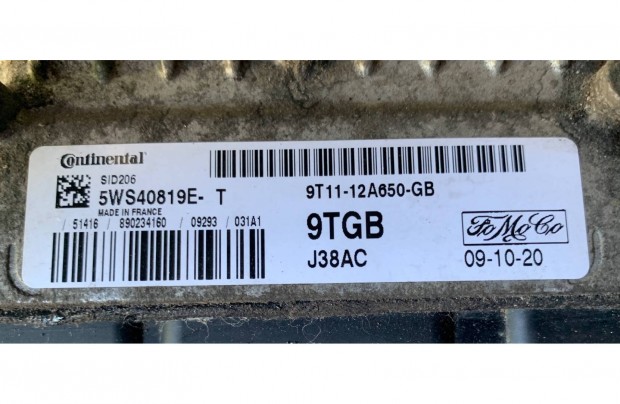 Continental
SID206
5WS40819E- T
MADE IN FRANCE
/ 51416 / 890234160 / 09293 / 031A1
9T11-12A650-GB
9TGB
J38AC
FoMoCo
09-10-20